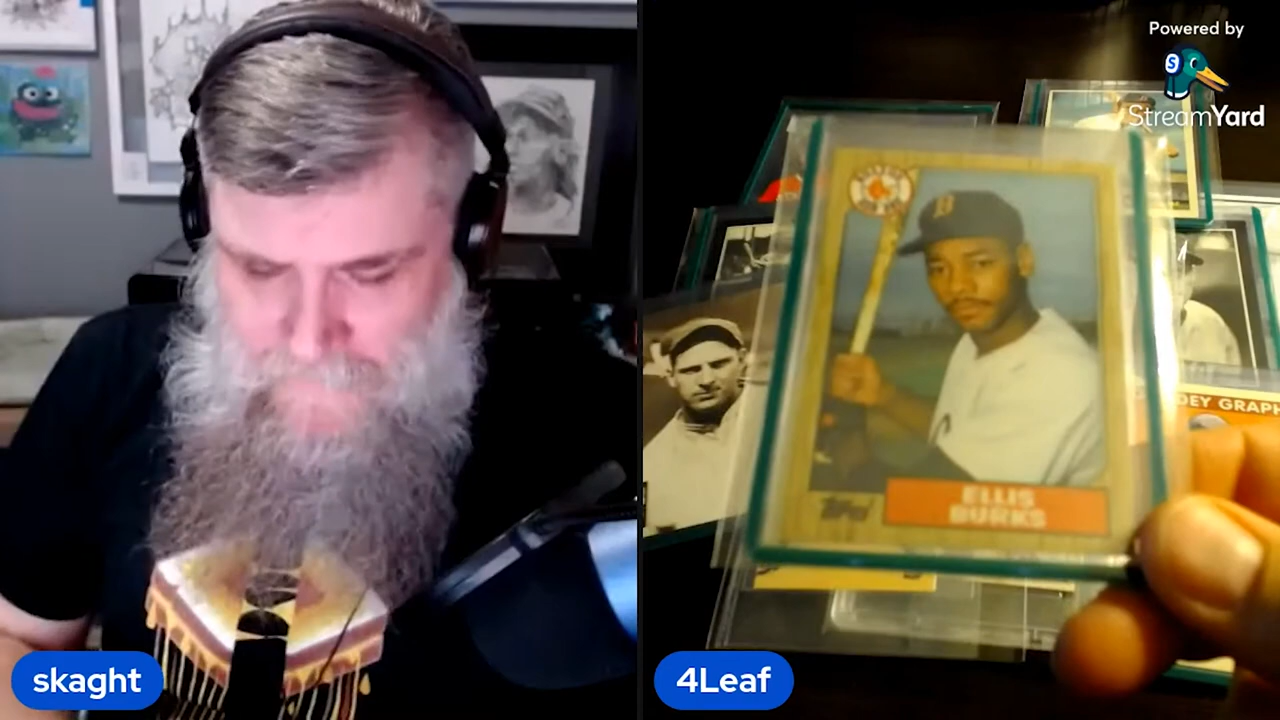 Powered by
S
StreamYard
ELLIS
BURKS
Topps
DEY GRAPH
B
skaght
4Leaf